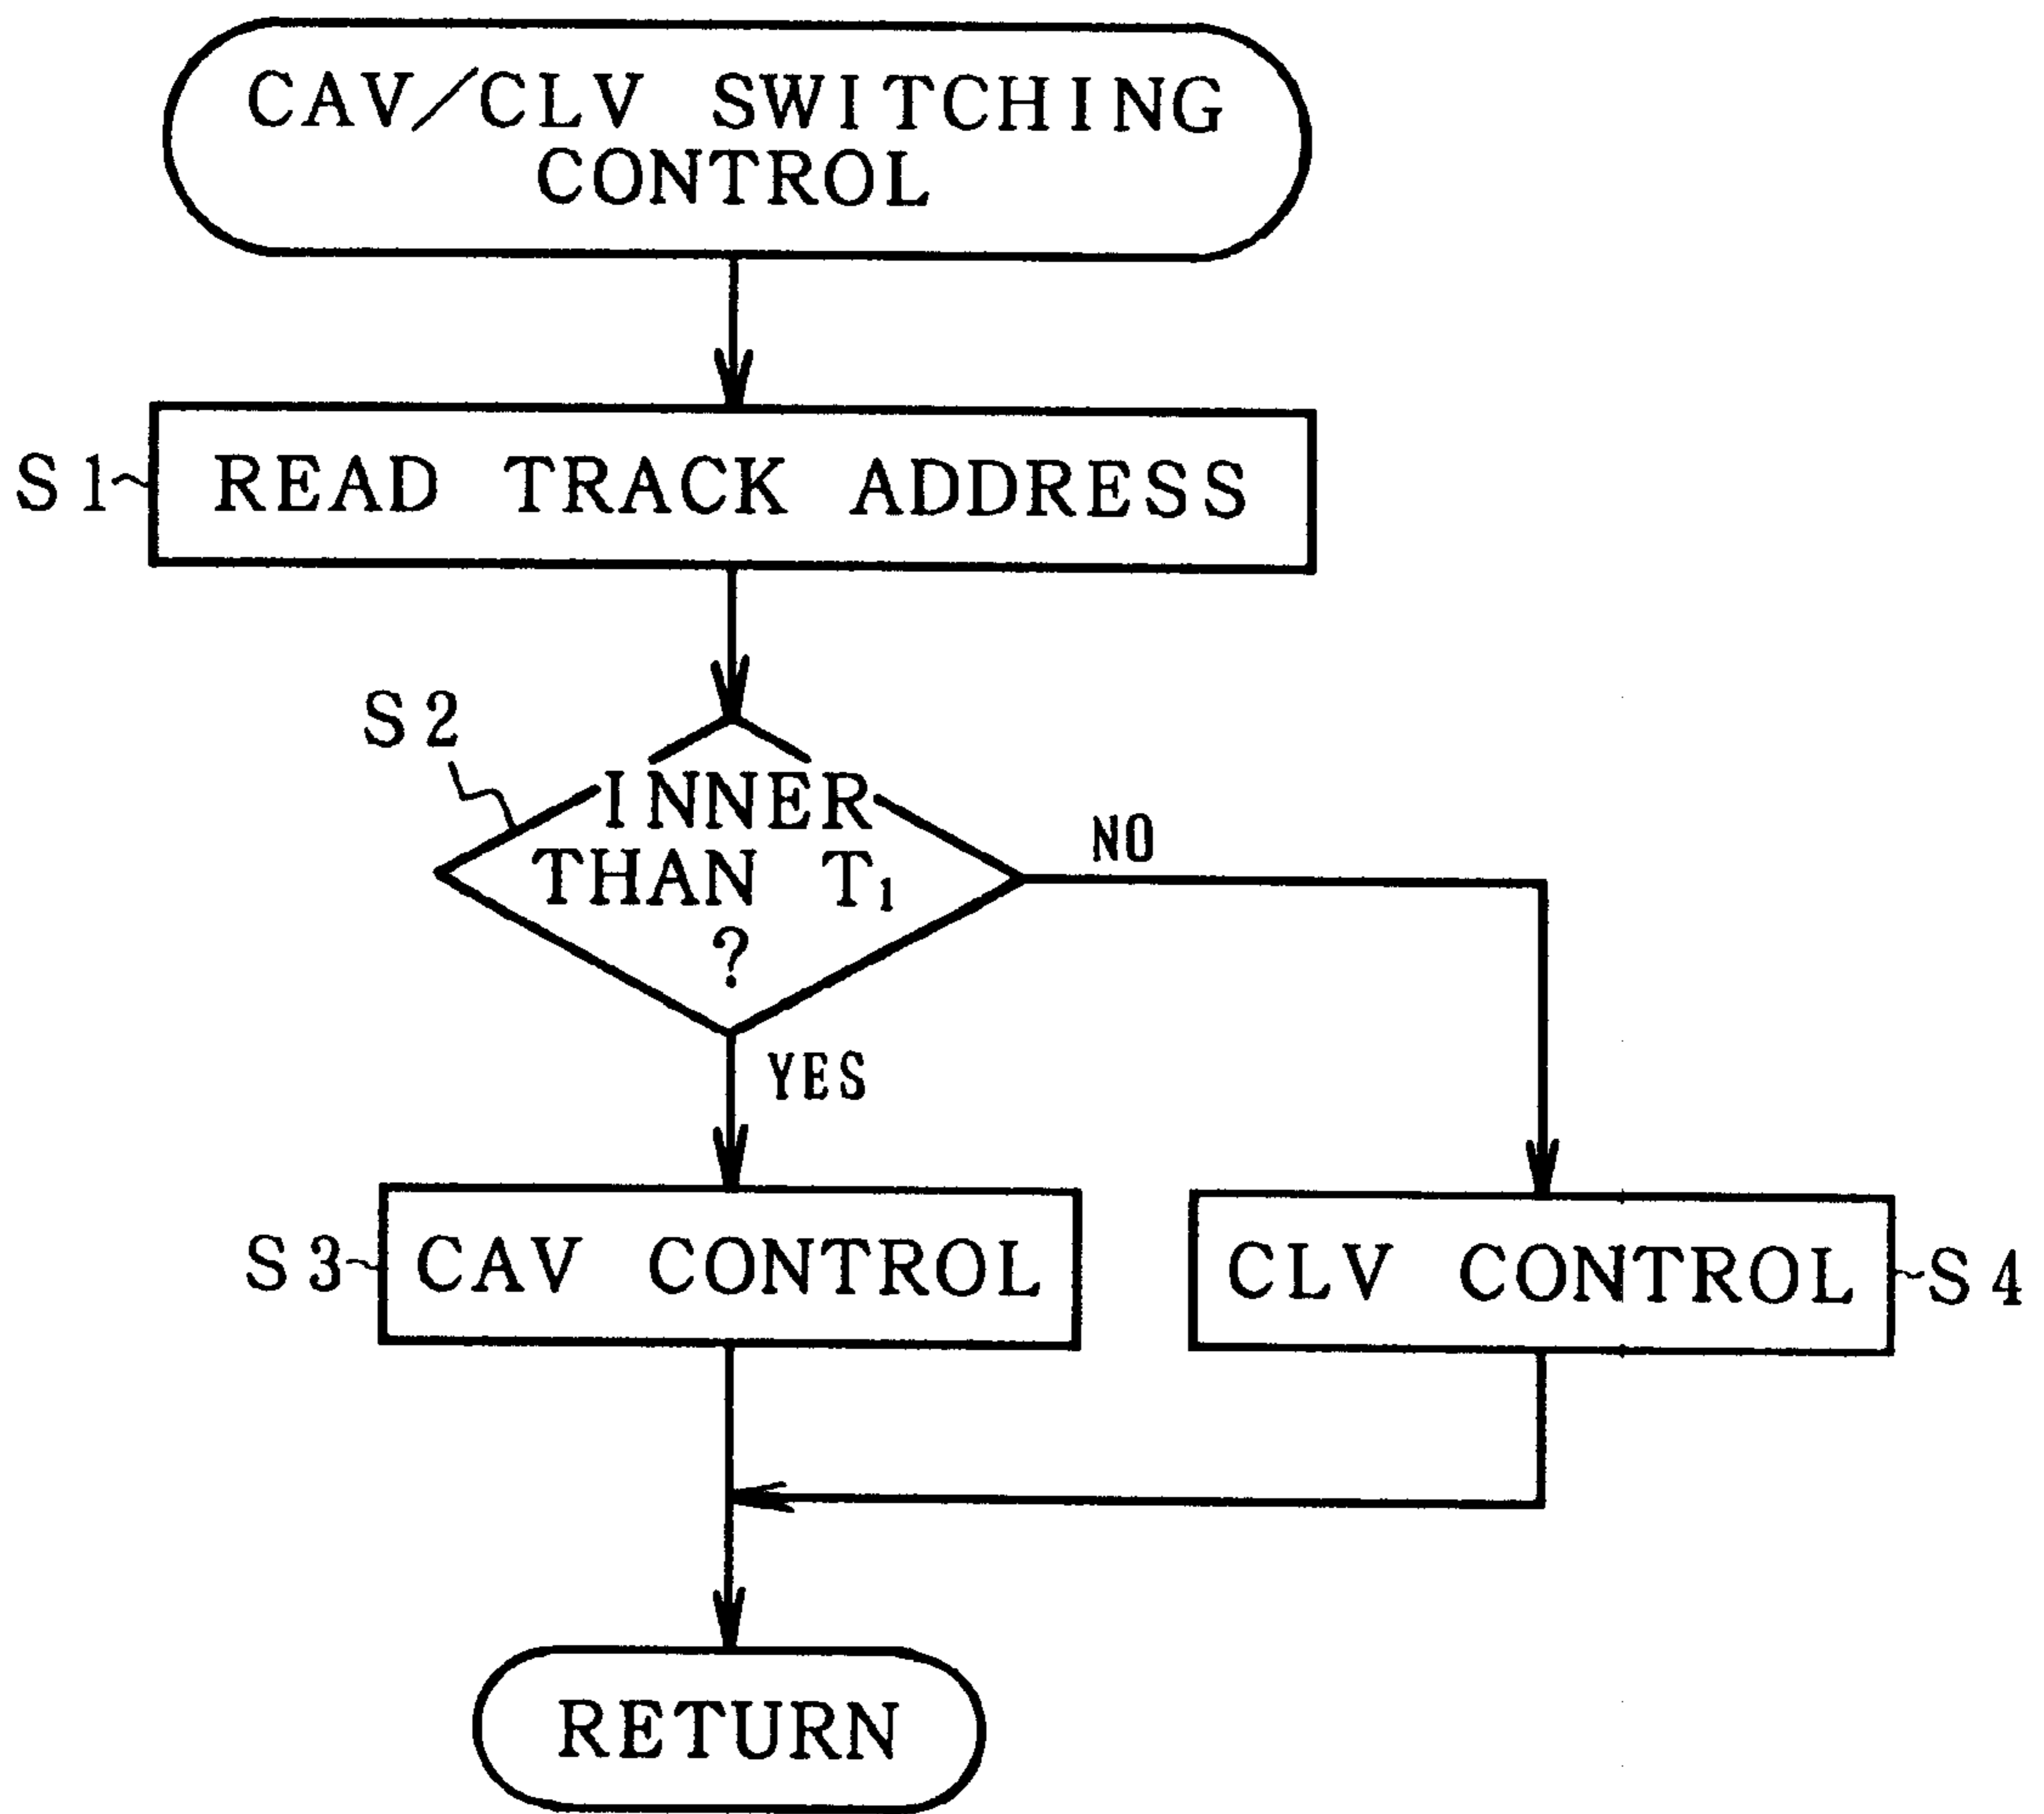 CAV/CLV SWITCHING
CONTROL
S1
READ TRACK ADDRESS
S2
INNER
THAN T₁
?
NO
YES
S3
CAV CONTROL
CLV CONTROL
S4
RETURN